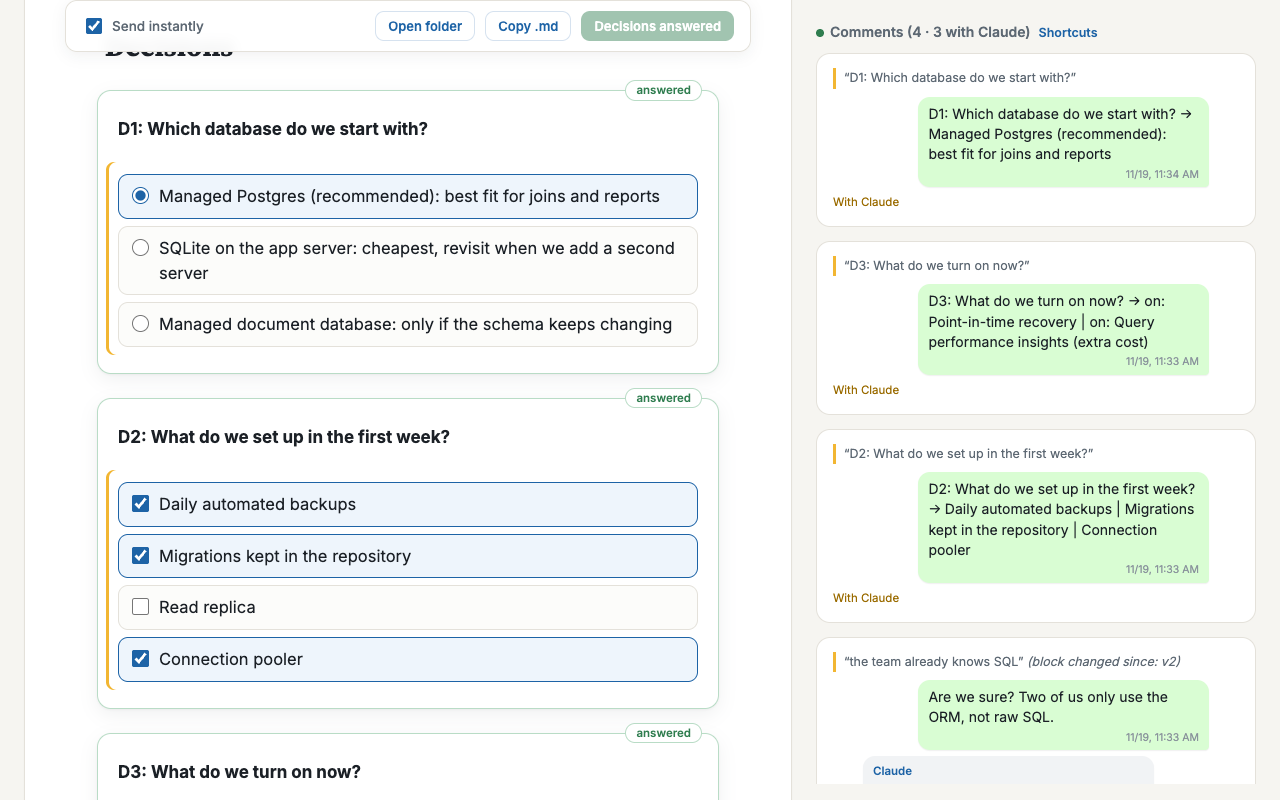 Send instantly
Open folder
Copy .md
Decisions answered
Decisions
answered
D1: Which database do we start with?
Managed Postgres (recommended): best fit for joins and reports
SQLite on the app server: cheapest, revisit when we add a second
server
Managed document database: only if the schema keeps changing
answered
D2: What do we set up in the first week?
Daily automated backups
Migrations kept in the repository
Read replica
Connection pooler
answered
D3: What do we turn on now?
Comments (4 · 3 with Claude)
Shortcuts
“D1: Which database do we start with?”
D1: Which database do we start with? →
Managed Postgres (recommended):
best fit for joins and reports
11/19, 11:34 AM
With Claude
“D3: What do we turn on now?”
D3: What do we turn on now? → on:
Point-in-time recovery | on: Query
performance insights (extra cost)
11/19, 11:33 AM
With Claude
“D2: What do we set up in the first week?”
D2: What do we set up in the first week?
→ Daily automated backups | Migrations
kept in the repository | Connection
pooler
11/19, 11:33 AM
With Claude
“the team already knows SQL” (block changed since: v2)
Are we sure? Two of us only use the
ORM, not raw SQL.
11/19, 11:33 AM
Claude